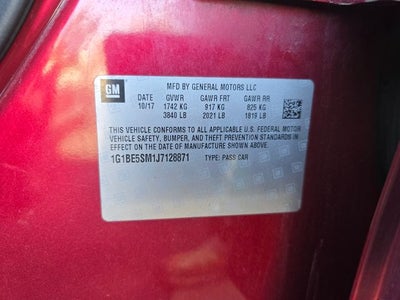 GM
MFD BY GENERAL MOTORS LLC
DATE GVWR GAWR FRT GAWR RR
10/17 1742 KG 917 KG 825 KG
3840 LB 2021 LB 1819 LB
THIS VEHICLE CONFORMS TO ALL APPLICABLE U.S. FEDERAL MOTOR
VEHICLE SAFETY, BUMPER, AND THEFT PREVENTION STANDARDS IN
EFFECT ON THE DATE OF MANUFACTURE SHOWN ABOVE.
1G1BE5SM1J7128871 TYPE: PASS CAR